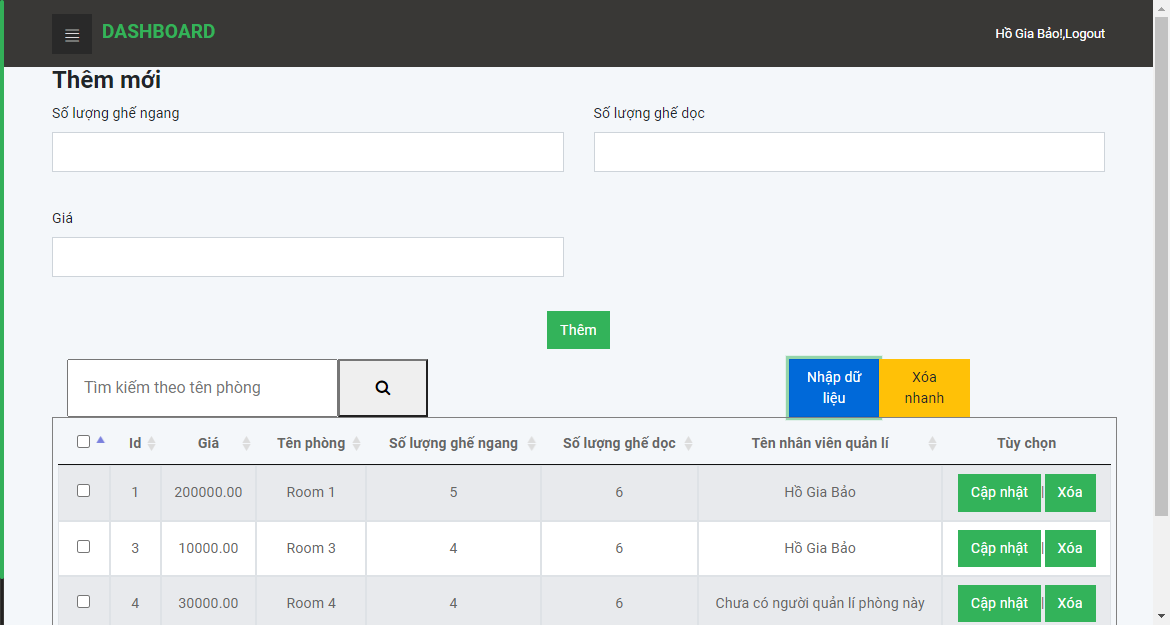 DASHBOARD
Hồ Gia Bảo!,Logout
Thêm mới
Số lượng ghế ngang
Số lượng ghế dọc
Giá
Thêm
Tìm kiếm theo tên phòng
Nhập dữ
liệu
Xóa
nhanh
Id Giá Tên phòng Số lượng ghế ngang Số lượng ghế dọc Tên nhân viên quản lí Tùy chọn
1 200000.00 Room 1 5 6 Hồ Gia Bảo Cập nhật | Xóa
3 10000.00 Room 3 4 6 Hồ Gia Bảo Cập nhật | Xóa
4 30000.00 Room 4 4 6 Chưa có người quản lí phòng này Cập nhật | Xóa